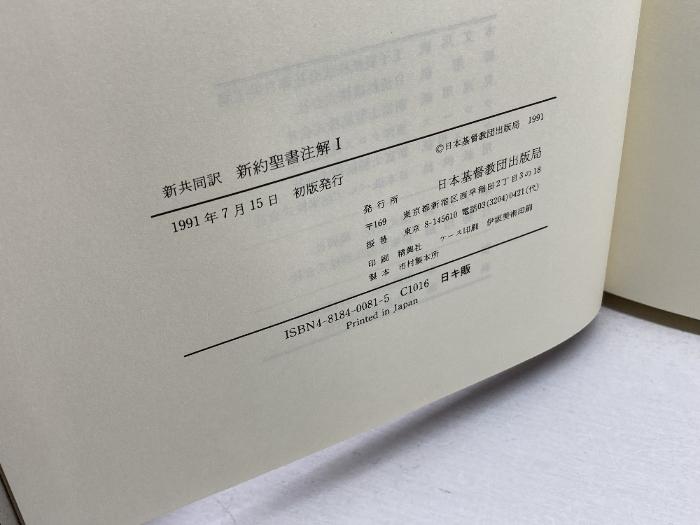 新共同訳 新約聖書注解 I
©日本基督教団出版局 1991
1991年7月15日 初版発行
発行所 日本基督教団出版局
〒169 東京都新宿区西早稲田2丁目3の18
振替 東京 8-145610 電話03(3204)0421(代)
印刷 精興社 ケース印刷 伊坂美術印刷
製本 市村製本所
ISBN4-8184-0081-5 C1016 日キ販
Printed in Japan